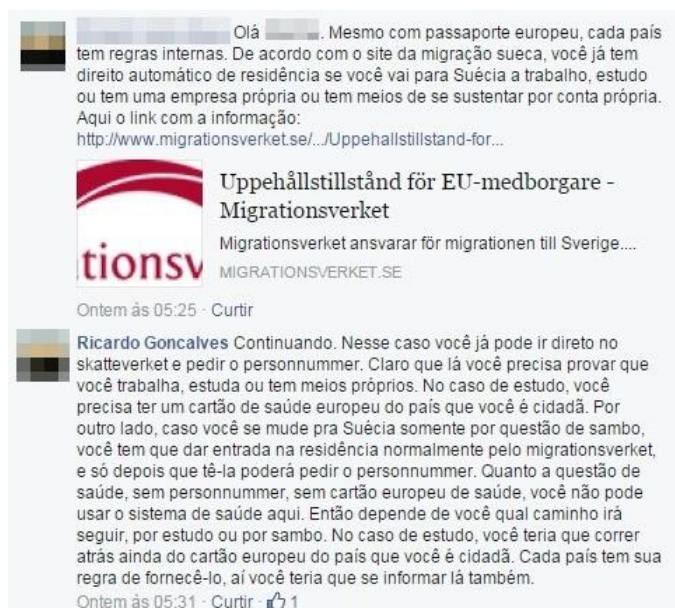 Olá . Mesmo com passaporte europeu, cada país
tem regras internas. De acordo com o site da migração sueca, você já tem
direito automático de residência se você vai para Suécia a trabalho, estudo
ou tem uma empresa própria ou tem meios de se sustentar por conta própria.
Aqui o link com a informação:
http://www.migrationsverket.se/.../Uppehallstillstand-for...
Uppehållstillstånd för EU-medborgare -
Migrationsverket
Migrationsverket ansvarar för migrationen till Sverige....
tionsv
MIGRATIONSVERKET.SE
Ontem às 05:25 · Curtir
Ricardo Goncalves Continuando. Nesse caso você já pode ir direto no
skatteverket e pedir o personnummer. Claro que lá você precisa provar que
você trabalha, estuda ou tem meios próprios. No caso de estudo, você
precisa ter um cartão de saúde europeu do país que você é cidadã. Por
outro lado, caso você se mude pra Suécia somente por questão de sambo,
você tem que dar entrada na residência normalmente pelo migrationsverket,
e só depois que tê-la poderá pedir o personnummer. Quanto a questão de
saúde, sem personnummer, sem cartão europeu de saúde, você não pode
usar o sistema de saúde aqui. Então depende de você qual caminho irá
seguir, por estudo ou por sambo. No caso de estudo, você teria que correr
atrás ainda do cartão europeu do país que você é cidadã. Cada país tem sua
regra de fornecê-lo, aí você teria que se informar lá também.
Ontem às 05:31 · Curtir · 1